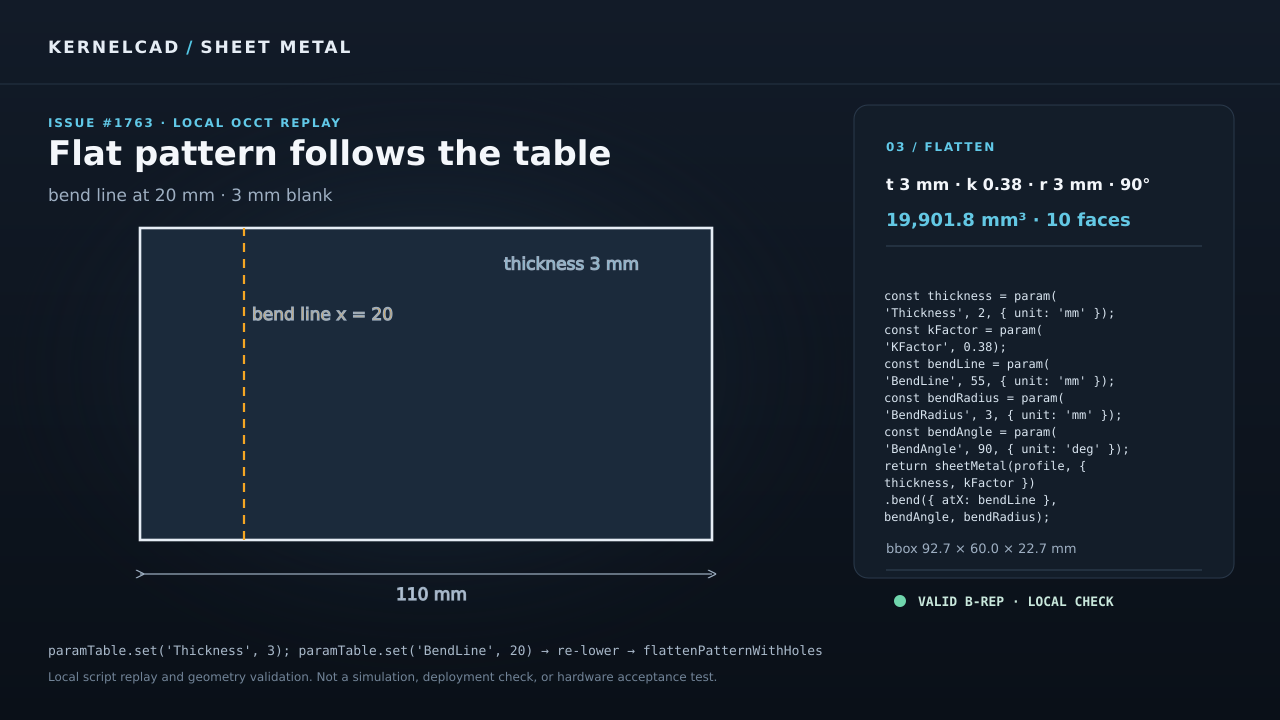 KERNELCAD / SHEET METAL
ISSUE #1763 · LOCAL OCCT REPLAY
Flat pattern follows the table
bend line at 20 mm · 3 mm blank
thickness 3 mm
bend line x = 20
110 mm
03 / FLATTEN
t 3 mm · k 0.38 · r 3 mm · 90°
19,901.8 mm³ · 10 faces
const thickness = param(
'Thickness', 2, { unit: 'mm' });
const kFactor = param(
'KFactor', 0.38);
const bendLine = param(
'BendLine', 55, { unit: 'mm' });
const bendRadius = param(
'BendRadius', 3, { unit: 'mm' });
const bendAngle = param(
'BendAngle', 90, { unit: 'deg' });
return sheetMetal(profile, {
thickness, kFactor })
.bend({ atX: bendLine },
bendAngle, bendRadius);
bbox 92.7 × 60.0 × 22.7 mm
VALID B-REP · LOCAL CHECK
paramTable.set('Thickness', 3); paramTable.set('BendLine', 20) → re-lower → flattenPatternWithHoles
Local script replay and geometry validation. Not a simulation, deployment check, or hardware acceptance test.